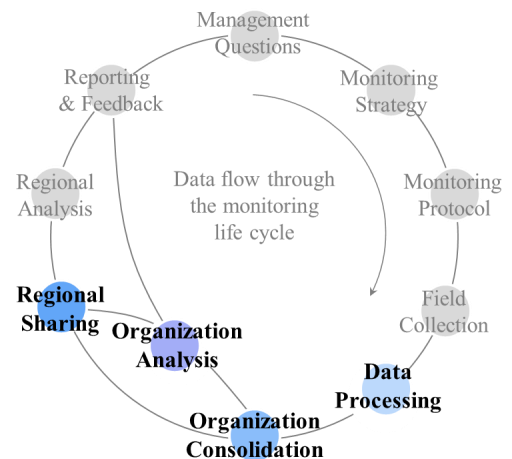 Management
Questions
Monitoring
Strategy
Monitoring
Protocol
Field
Collection
Data
Processing
Organization
Consolidation
Organization
Analysis
Regional
Sharing
Regional
Analysis
Reporting
& Feedback
Data flow through
the monitoring
life cycle